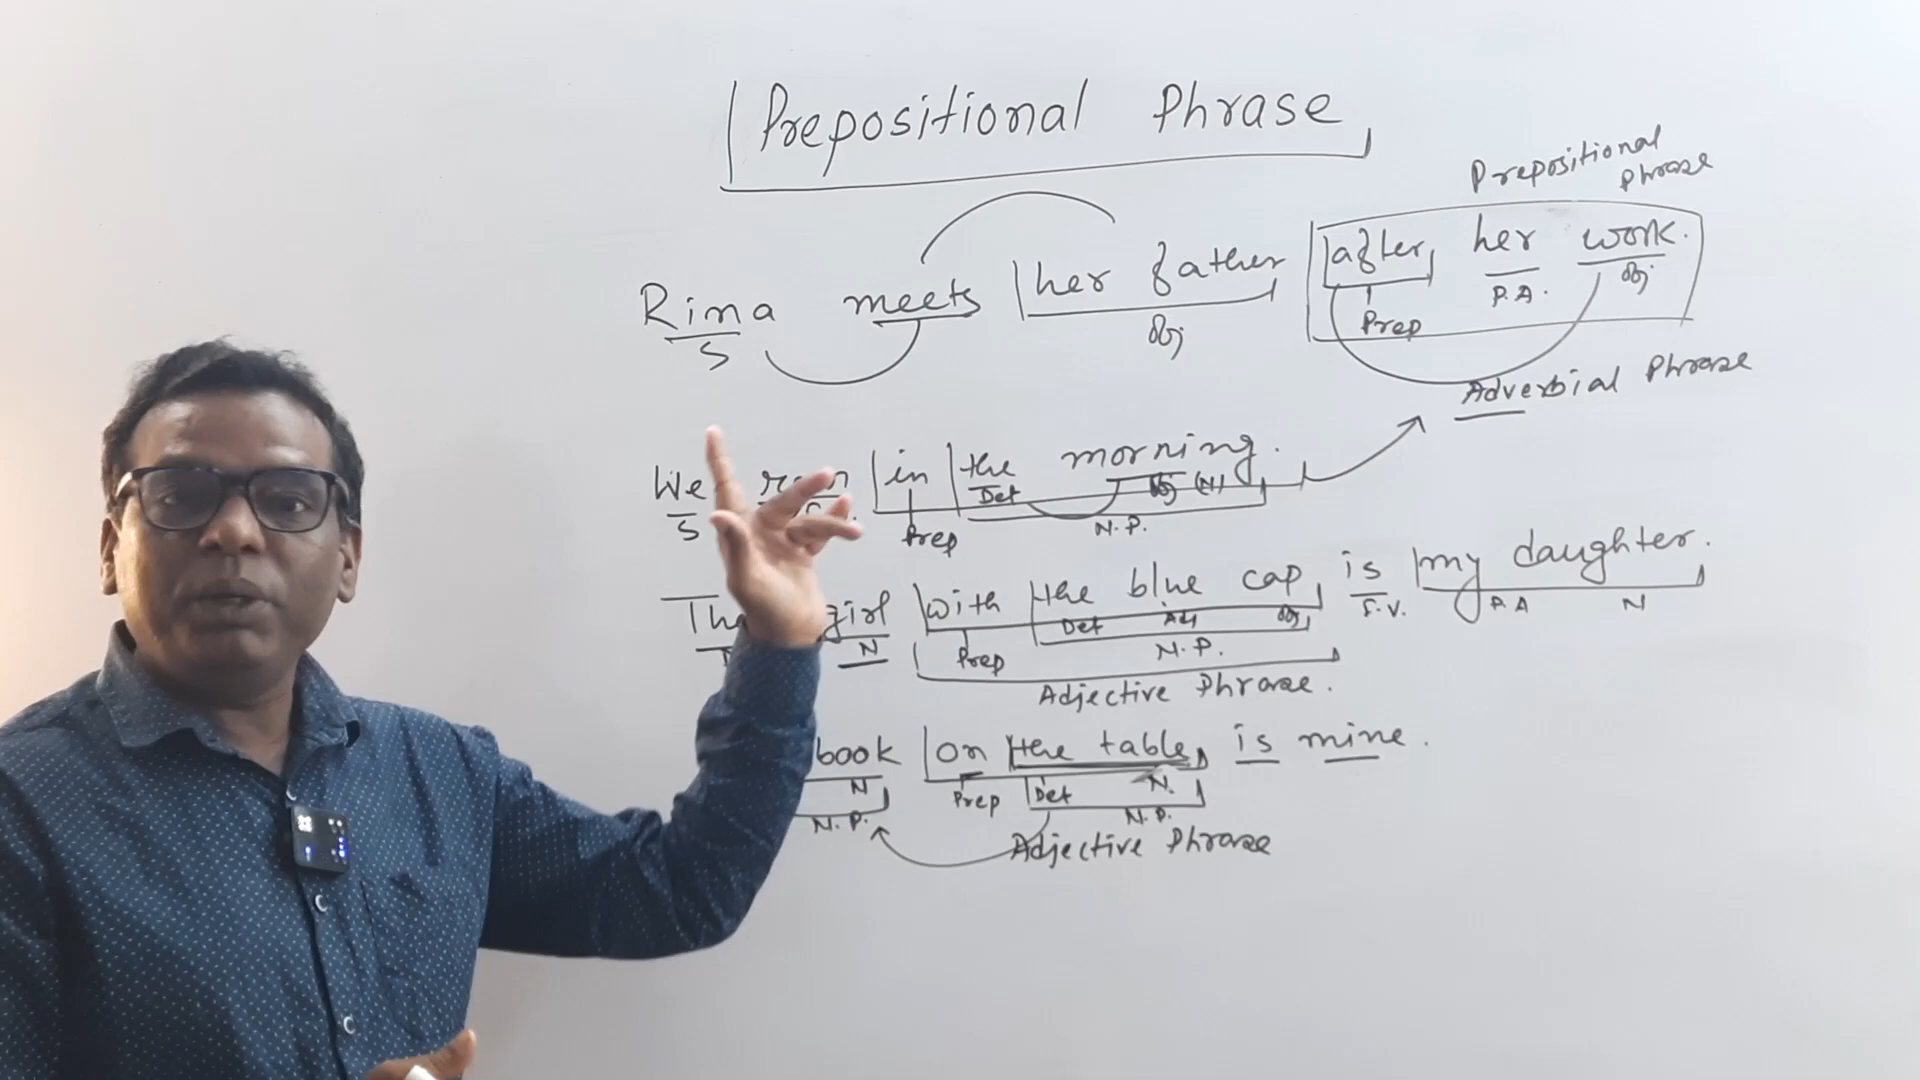 Prepositional Phrase
Prepositional
Phrase
Rima meets her father after her work.
S Obj Prep P.A. Obj
Adverbial Phrase
We in the morning.
S Prep Det Obj (N)
N.P.
girl with the blue cap is my daughter.
N Prep Det Adj Obj P.A N
N.P.
Adjective Phrase.
book on the table is mine.
N Prep Det N.
N.P. N.P.
Adjective Phrase